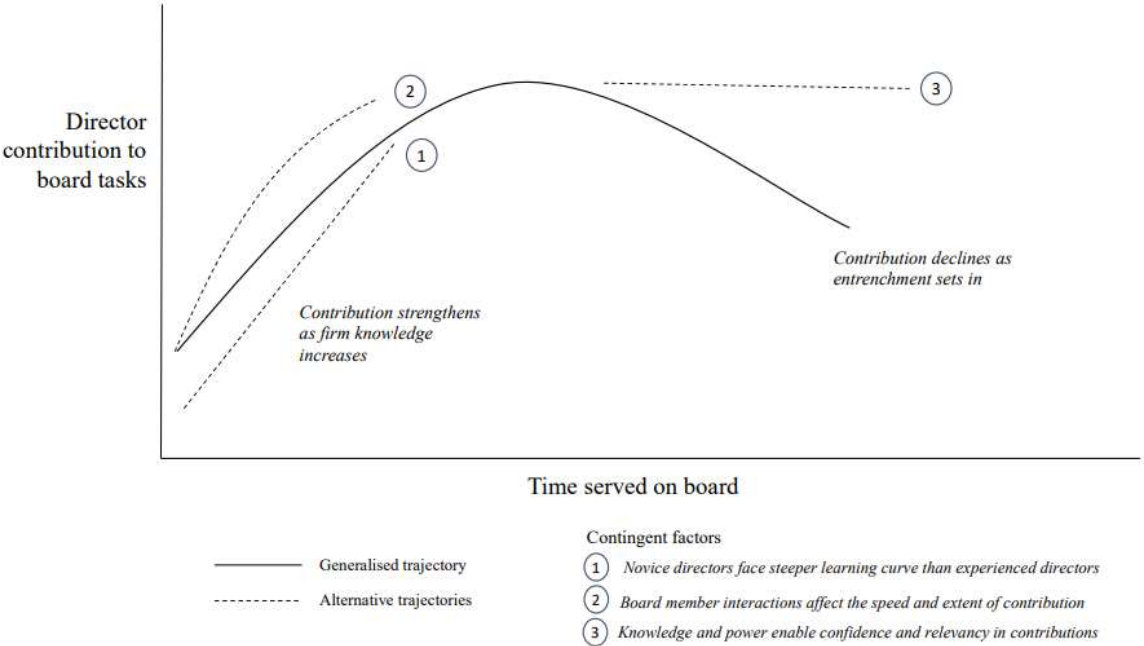 Director
contribution to
board tasks
2
1
3
Contribution strengthens
as firm knowledge
increases
Contribution declines as
entrenchment sets in
Time served on board
Generalised trajectory
Alternative trajectories
Contingent factors
1 Novice directors face steeper learning curve than experienced directors
2 Board member interactions affect the speed and extent of contribution
3 Knowledge and power enable confidence and relevancy in contributions